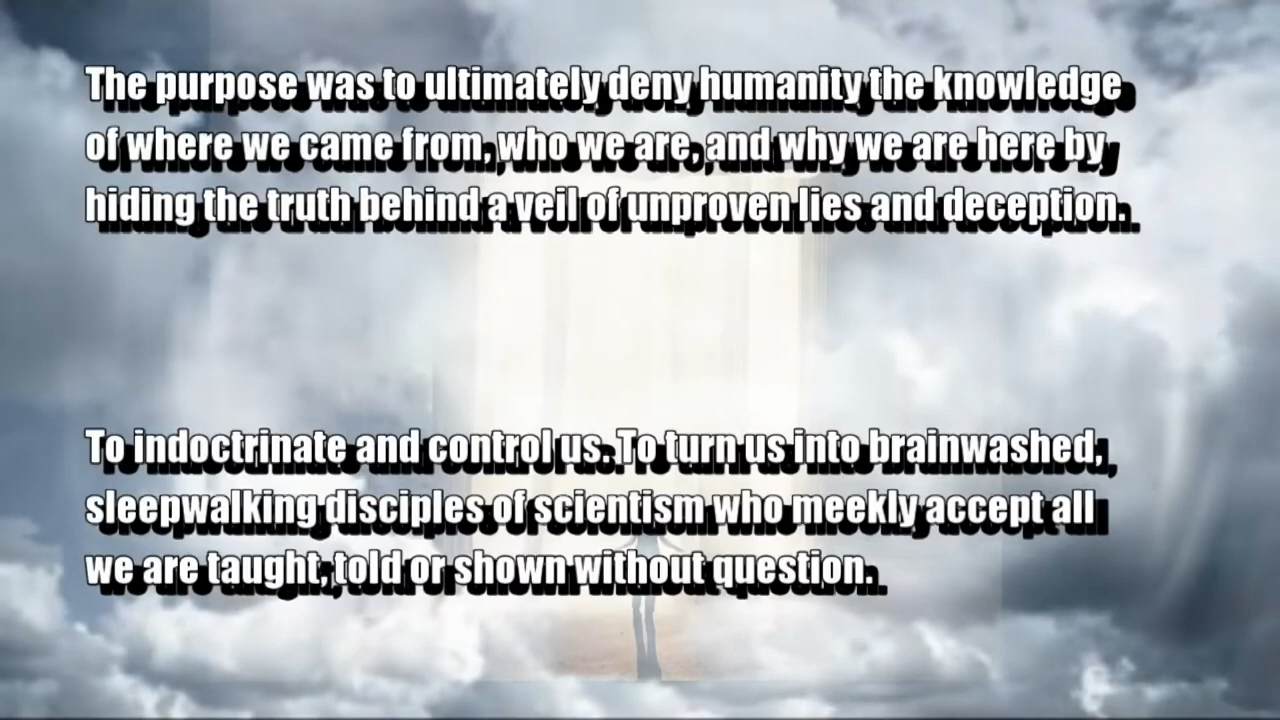 The purpose was to ultimately deny humanity the knowledge
of where we came from, who we are, and why we are here by
hiding the truth behind a veil of unproven lies and deception.
To indoctrinate and control us. To turn us into brainwashed,
sleepwalking disciples of scientism who meekly accept all
we are taught, told or shown without question.